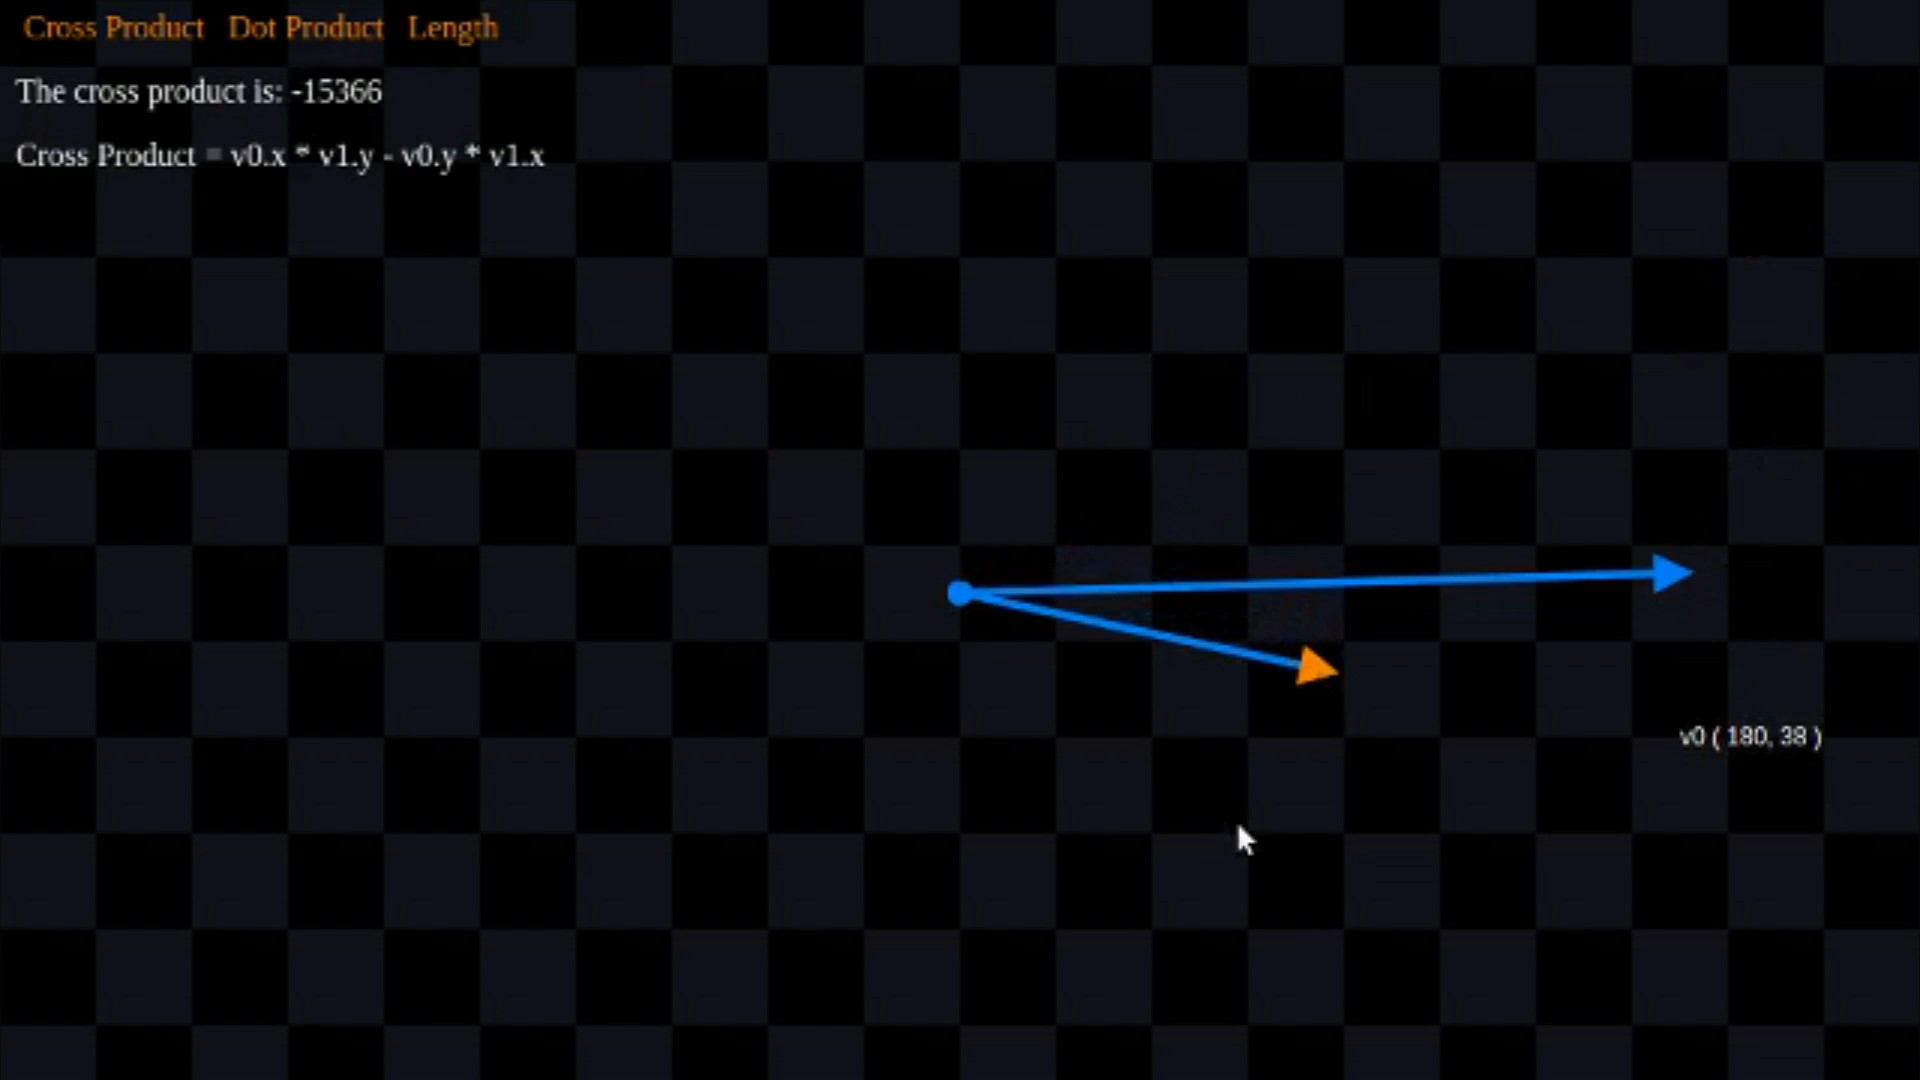 Cross Product Dot Product Length
The cross product is: -15366
Cross Product = v0.x * v1.y - v0.y * v1.x
v0 ( 180, 38 )